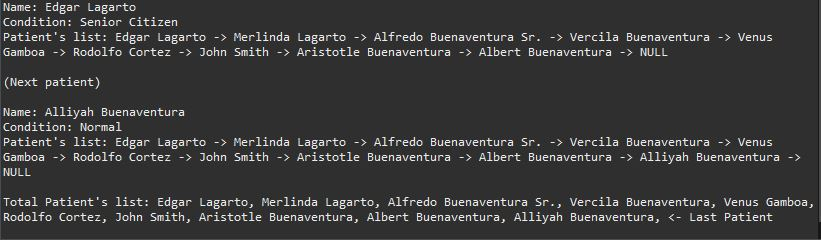 Name: Edgar Lagarto
Condition: Senior Citizen
Patient's list: Edgar Lagarto -> Merlinda Lagarto -> Alfredo Buenaventura Sr. -> Vercila Buenaventura -> Venus
Gamboa -> Rodolfo Cortez -> John Smith -> Aristotle Buenaventura -> Albert Buenaventura -> NULL
(Next patient)
Name: Alliyah Buenaventura
Condition: Normal
Patient's list: Edgar Lagarto -> Merlinda Lagarto -> Alfredo Buenaventura Sr. -> Vercila Buenaventura -> Venus
Gamboa -> Rodolfo Cortez -> John Smith -> Aristotle Buenaventura -> Albert Buenaventura -> Alliyah Buenaventura ->
NULL
Total Patient's list: Edgar Lagarto, Merlinda Lagarto, Alfredo Buenaventura Sr., Vercila Buenaventura, Venus Gamboa,
Rodolfo Cortez, John Smith, Aristotle Buenaventura, Albert Buenaventura, Alliyah Buenaventura, <- Last Patient